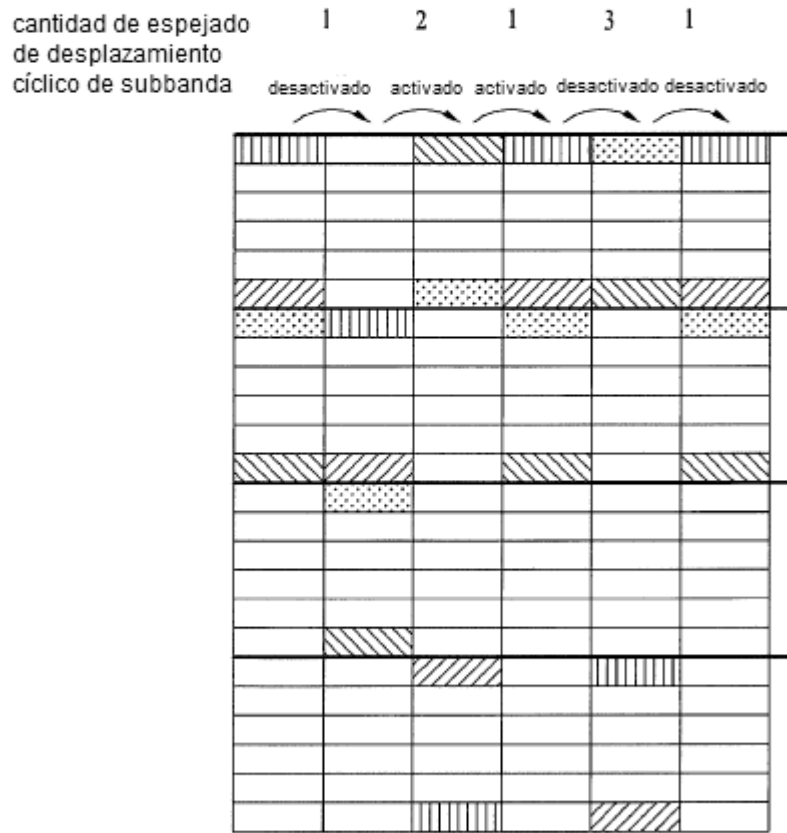 cantidad de espejado 1 2 1 3 1
de desplazamiento
cíclico de subbanda desactivado activado activado desactivado desactivado